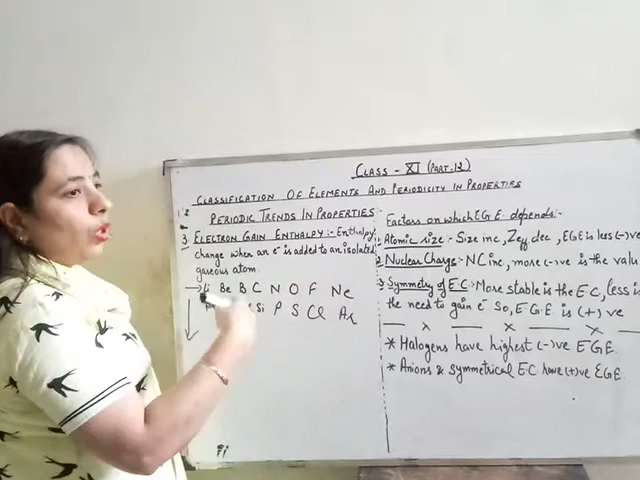 CLASS - XI (PART-12)
CLASSIFICATION OF ELEMENTS AND PERIODICITY IN PROPERTIES
PERIODIC TRENDS IN PROPERTIES:-
3 ELECTRON GAIN ENTHALPY:- Enthalpy
change when an e⁻ is added to an isolated
gaseous atom
→ Li Be B C N O F Ne
Si P S Cl Ar
Factors on which E G E depends:-
1. Atomic size:- Size inc, Zeff dec, EGE is less (-)ve
2 Nuclear Charge:- NC inc, more (-)ve is the valu
3 Symmetry of E.C:- More stable is the E.C, (less is
the need to gain e⁻ So, E.G.E is (+)ve
x x x
* Halogens have highest (-)ve E G E.
* Anions & symmetrical E.C have (+)ve EGE.